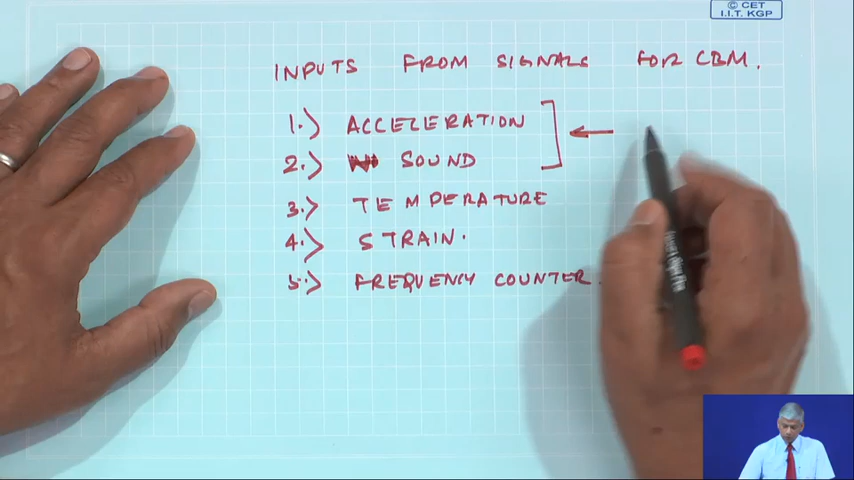 © CET
I.I.T. KGP
INPUTS FROM SIGNALS FOR CBM.
1.) ACCELERATION
2.) SOUND
3.) TEMPERATURE
4.) STRAIN.
5.) FREQUENCY COUNTER.